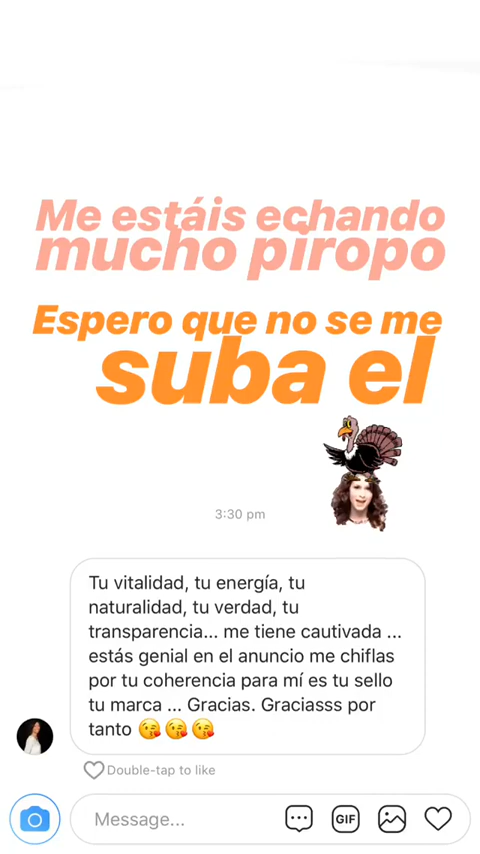 Me estáis echando
mucho piropo
Espero que no se me
suba el
3:30 pm
Tu vitalidad, tu energía, tu
naturalidad, tu verdad, tu
transparencia... me tiene cautivada ...
estás genial en el anuncio me chiflas
por tu coherencia para mí es tu sello
tu marca ... Gracias. Graciasss por
tanto 😘😘😘
Double-tap to like
Message...
GIF